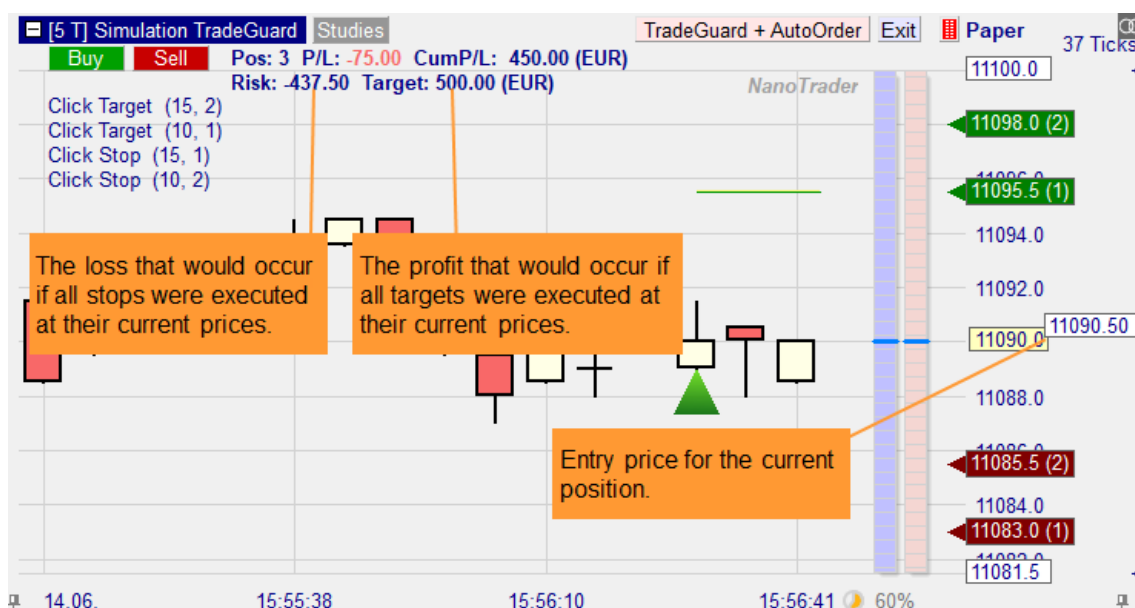 [5 T] Simulation TradeGuard Studies TradeGuard + AutoOrder Exit Paper
37 Ticks
Buy Sell Pos: 3 P/L: -75.00 CumP/L: 450.00 (EUR)
Risk: -437.50 Target: 500.00 (EUR)
NanoTrader
11100.0
Click Target (15, 2)
Click Target (10, 1)
Click Stop (15, 1)
Click Stop (10, 2)
11098.0 (2)
11095.5 (1)
11094.0
The loss that would occur
if all stops were executed
at their current prices.
The profit that would occur if
all targets were executed at
their current prices.
11092.0
11090.50
11090.0
11088.0
Entry price for the current
position.
11085.5 (2)
11084.0
11083.0 (1)
11081.5
14.06. 15:55:38 15:56:10 15:56:41 60%